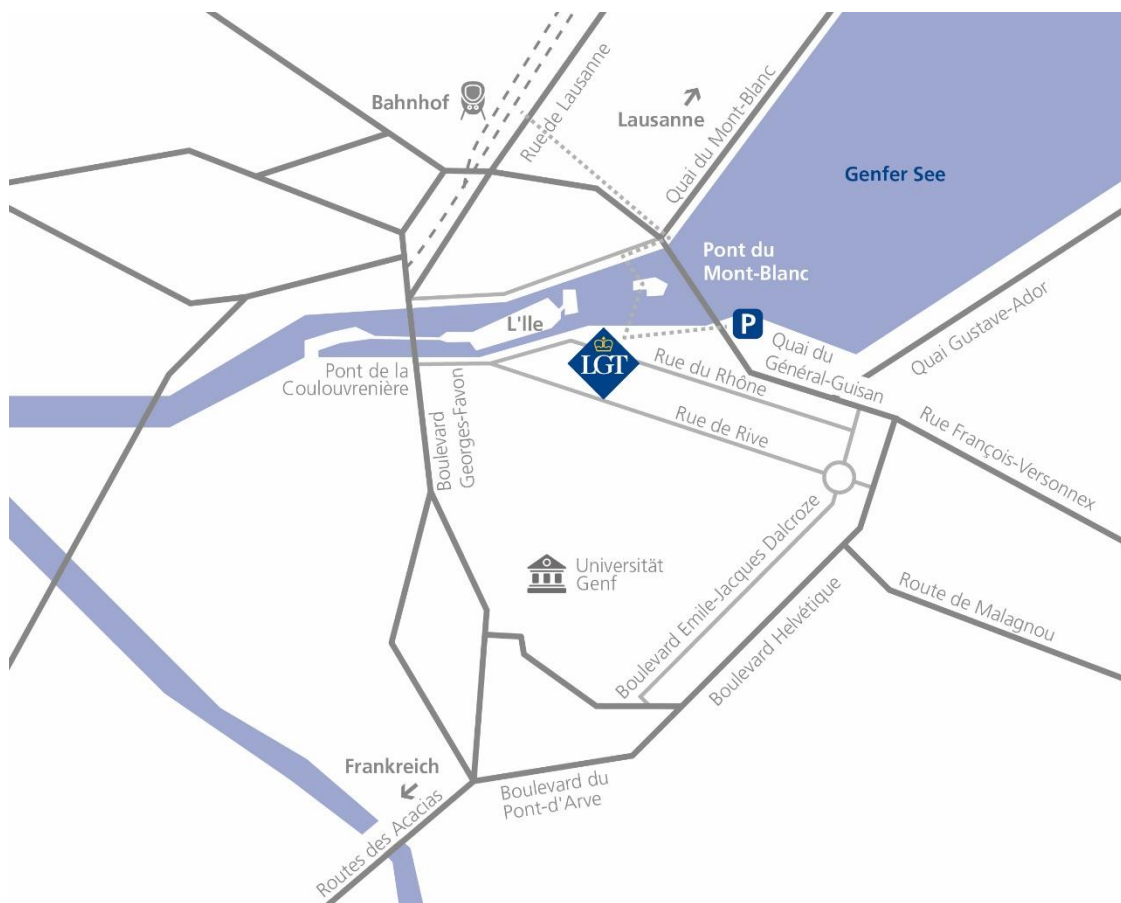 Bahnhof
Rue de Lausanne
Lausanne
Quai du Mont-Blanc
Genfer See
Pont du
Mont-Blanc
L'Ile
P
LGT
Quai Gustave-Ador
Quai du
Général-Guisan
Pont de la
Coulouvrenière
Rue du Rhône
Rue de Rive
Boulevard
Georges-Favon
Rue François-Versonnex
Universität
Genf
Boulevard Emile-Jacques Dalcroze
Boulevard Helvétique
Route de Malagnou
Frankreich
Routes des Acacias
Boulevard du
Pont-d'Arve